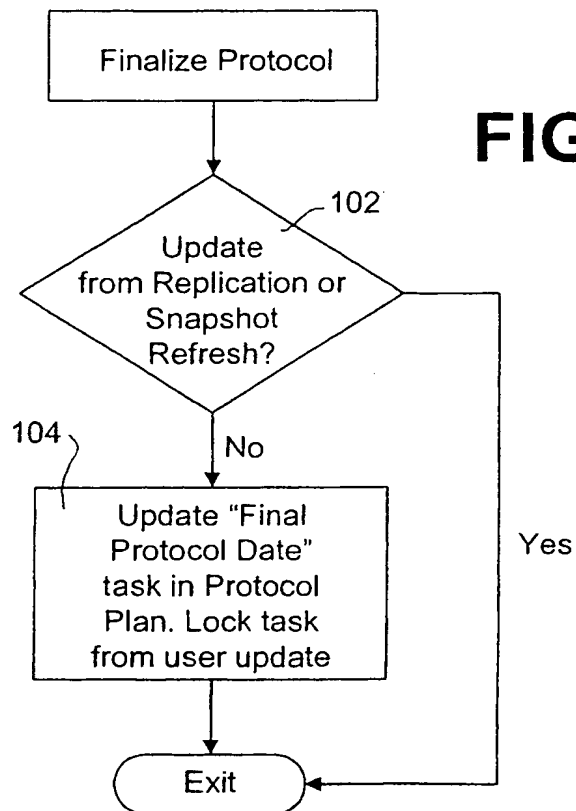 Finalize Protocol
FIG
102
Update
from Replication or
Snapshot
Refresh?
104
No
Update “Final
Protocol Date”
task in Protocol
Plan. Lock task
from user update
Yes
Exit